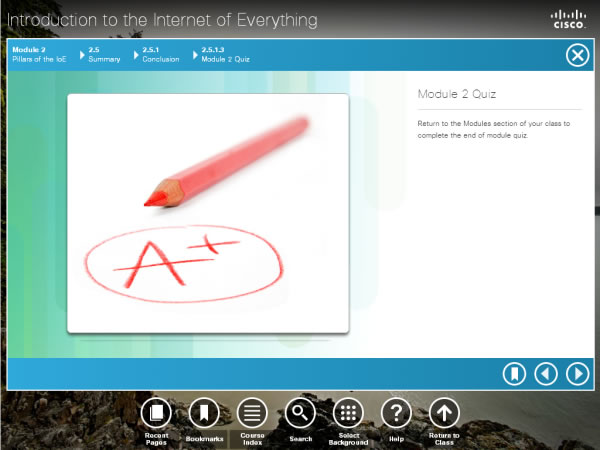 Introduction to the Internet of Everything
CISCO
Module 2
Pillars of the IoE
2.5
Summary
2.5.1
Conclusion
2.5.1.3
Module 2 Quiz
Module 2 Quiz
Return to the Modules section of your class to
complete the end of module quiz.
A+
Recent
Pages
Bookmarks
Course
Index
Search
Select
Background
?
Help
Return to
Class